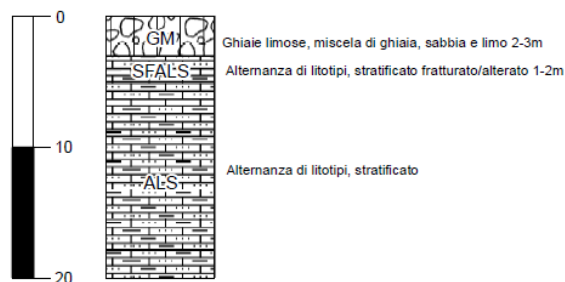 0
GM
Ghiaie limose, miscela di ghiaia, sabbia e limo 2-3m
SFALS
Alternanza di litotipi, stratificato fratturato/alterato 1-2m
10
ALS
Alternanza di litotipi, stratificato
20